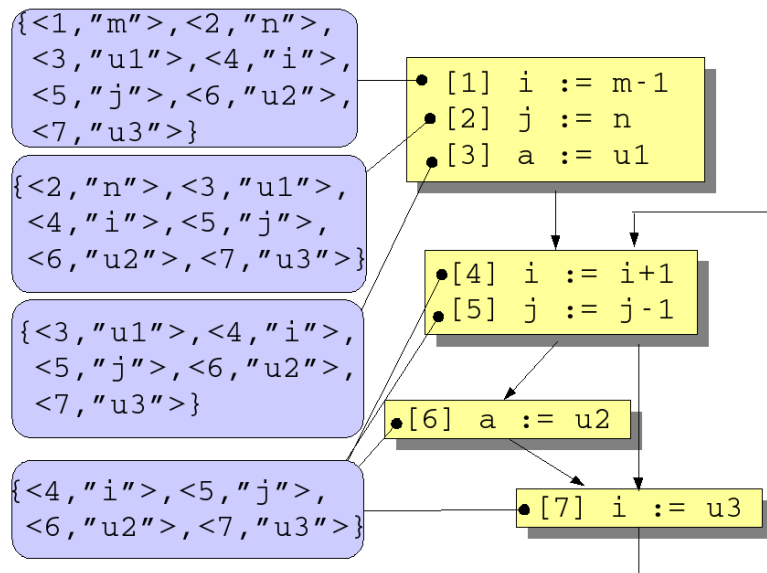 {<1,"m">,<2,"n">,
<3,"u1">,<4,"i">,
<5,"j">,<6,"u2">,
<7,"u3">}
{<2,"n">,<3,"u1">,
<4,"i">,<5,"j">,
<6,"u2">,<7,"u3">}
{<3,"u1">,<4,"i">,
<5,"j">,<6,"u2">,
<7,"u3">}
{<4,"i">,<5,"j">,
<6,"u2">,<7,"u3">}
[1] i := m-1
[2] j := n
[3] a := u1
[4] i := i+1
[5] j := j-1
[6] a := u2
[7] i := u3